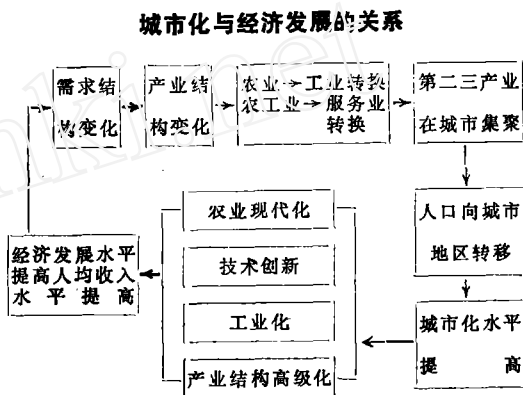 城市化与经济发展的关系
需求结
构变化
产业结
构变化
农业→工业转换
农工业→服务业
转换
第二三产业
在城市集聚
人口向城市
地区转移
城市化水平
提高
农业现代化
技术创新
工业化
产业结构高级化
经济发展水平
提高人均收入
水平提高